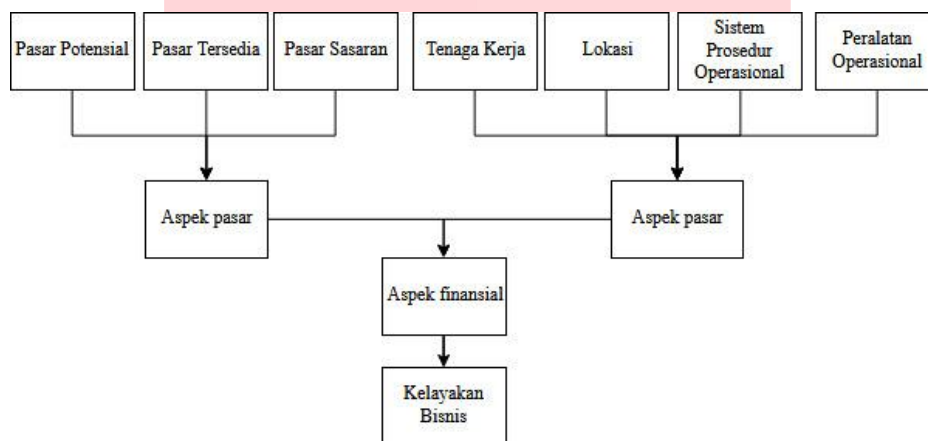 Pasar Potensial
Pasar Tersedia
Pasar Sasaran
Tenaga Kerja
Lokasi
Sistem
Prosedur
Operasional
Peralatan
Operasional
Aspek pasar
Aspek pasar
Aspek finansial
Kelayakan
Bisnis